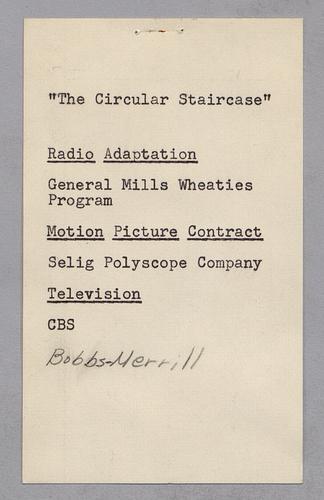 "The Circular Staircase"
Radio Adaptation
General Mills Wheaties
Program
Motion Picture Contract
Selig Polyscope Company
Television
CBS
Bobbs-Merrill